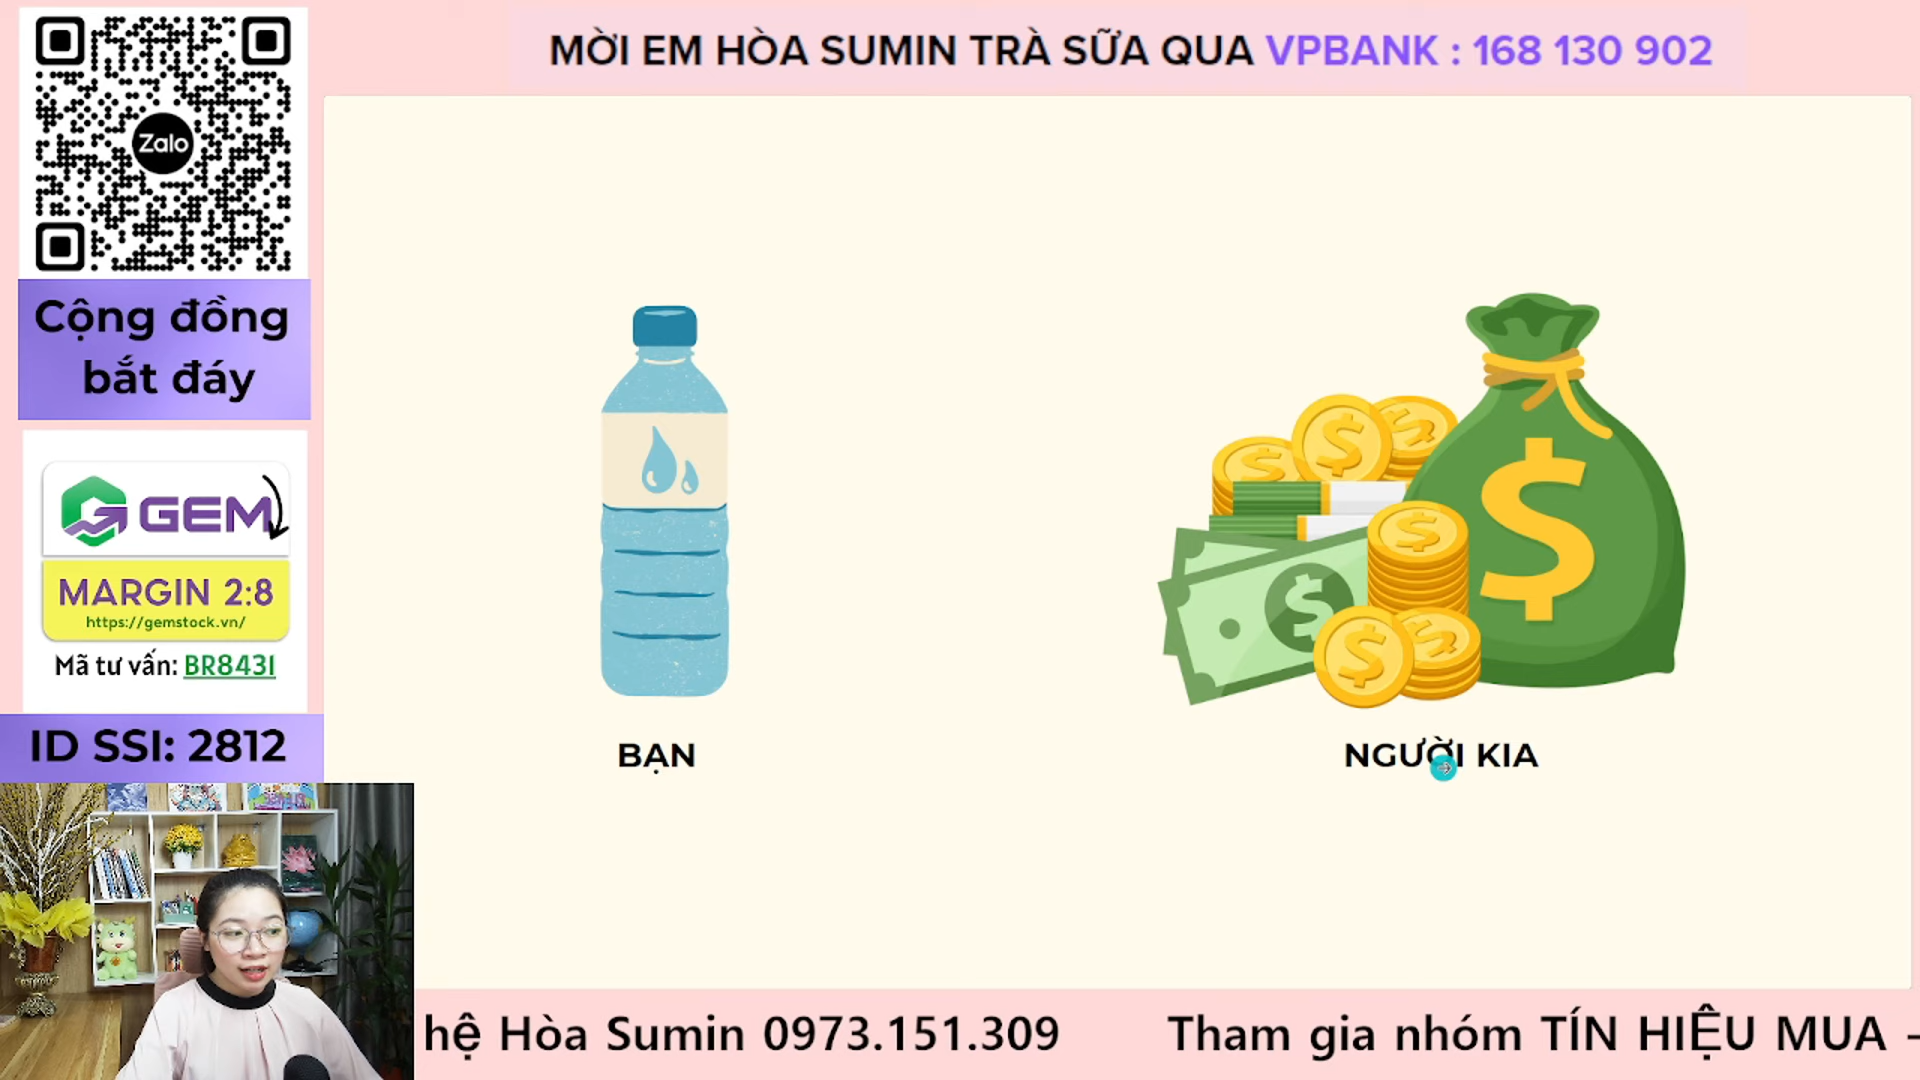 MỜI EM HÒA SUMIN TRÀ SỮA QUA VPBANK : 168 130 902
Zalo
Cộng đồng
bắt đáy
GEM
MARGIN 2:8
https://gemstock.vn/
Mã tư vấn: BR8431
ID SSI: 2812
BẠN
NGƯỜI KIA
hệ Hòa Sumin 0973.151.309
Tham gia nhóm TÍN HIỆU MUA -